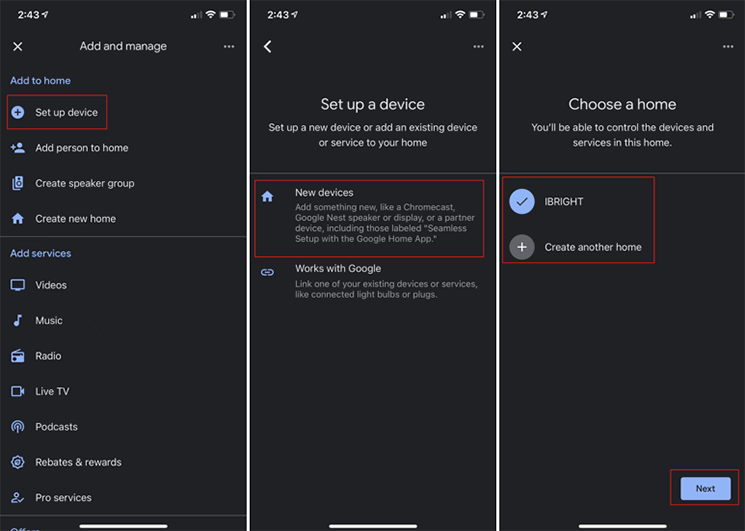 2:43
Add and manage
Add to home
Set up device
Add person to home
Create speaker group
Create new home
Add services
Videos
Music
Radio
Live TV
Podcasts
Rebates & rewards
Pro services
Offers
2:43
Set up a device
Set up a new device or add an existing device
or service to your home
New devices
Add something new, like a Chromecast,
Google Nest speaker or display, or a partner
device, including those labeled "Seamless
Setup with the Google Home App."
Works with Google
Link one of your existing devices or services,
like connected light bulbs or plugs.
2:43
Choose a home
You'll be able to control the devices and
services in this home.
IBRIGHT
Create another home
Next